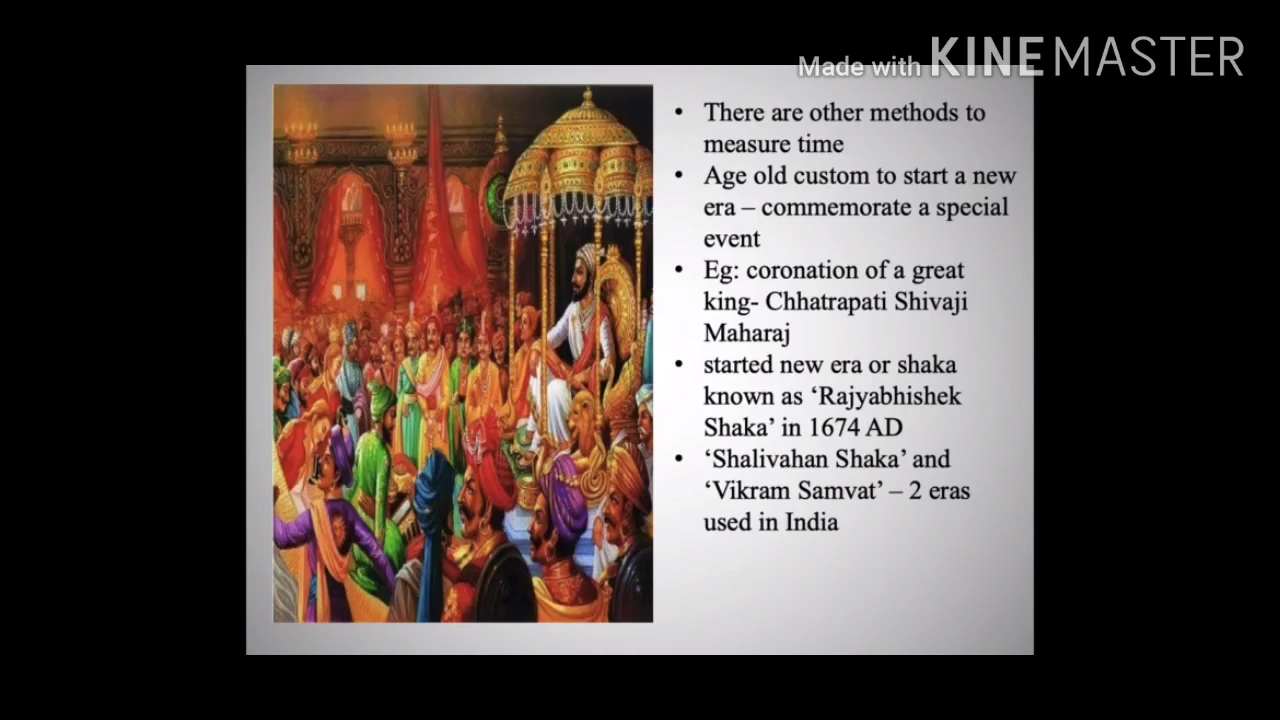 Made with KINEMASTER
• There are other methods to
measure time
• Age old custom to start a new
era – commemorate a special
event
• Eg: coronation of a great
king- Chhatrapati Shivaji
Maharaj
• started new era or shaka
known as ‘Rajyabhishek
Shaka’ in 1674 AD
• ‘Shalivahan Shaka’ and
‘Vikram Samvat’ – 2 eras
used in India